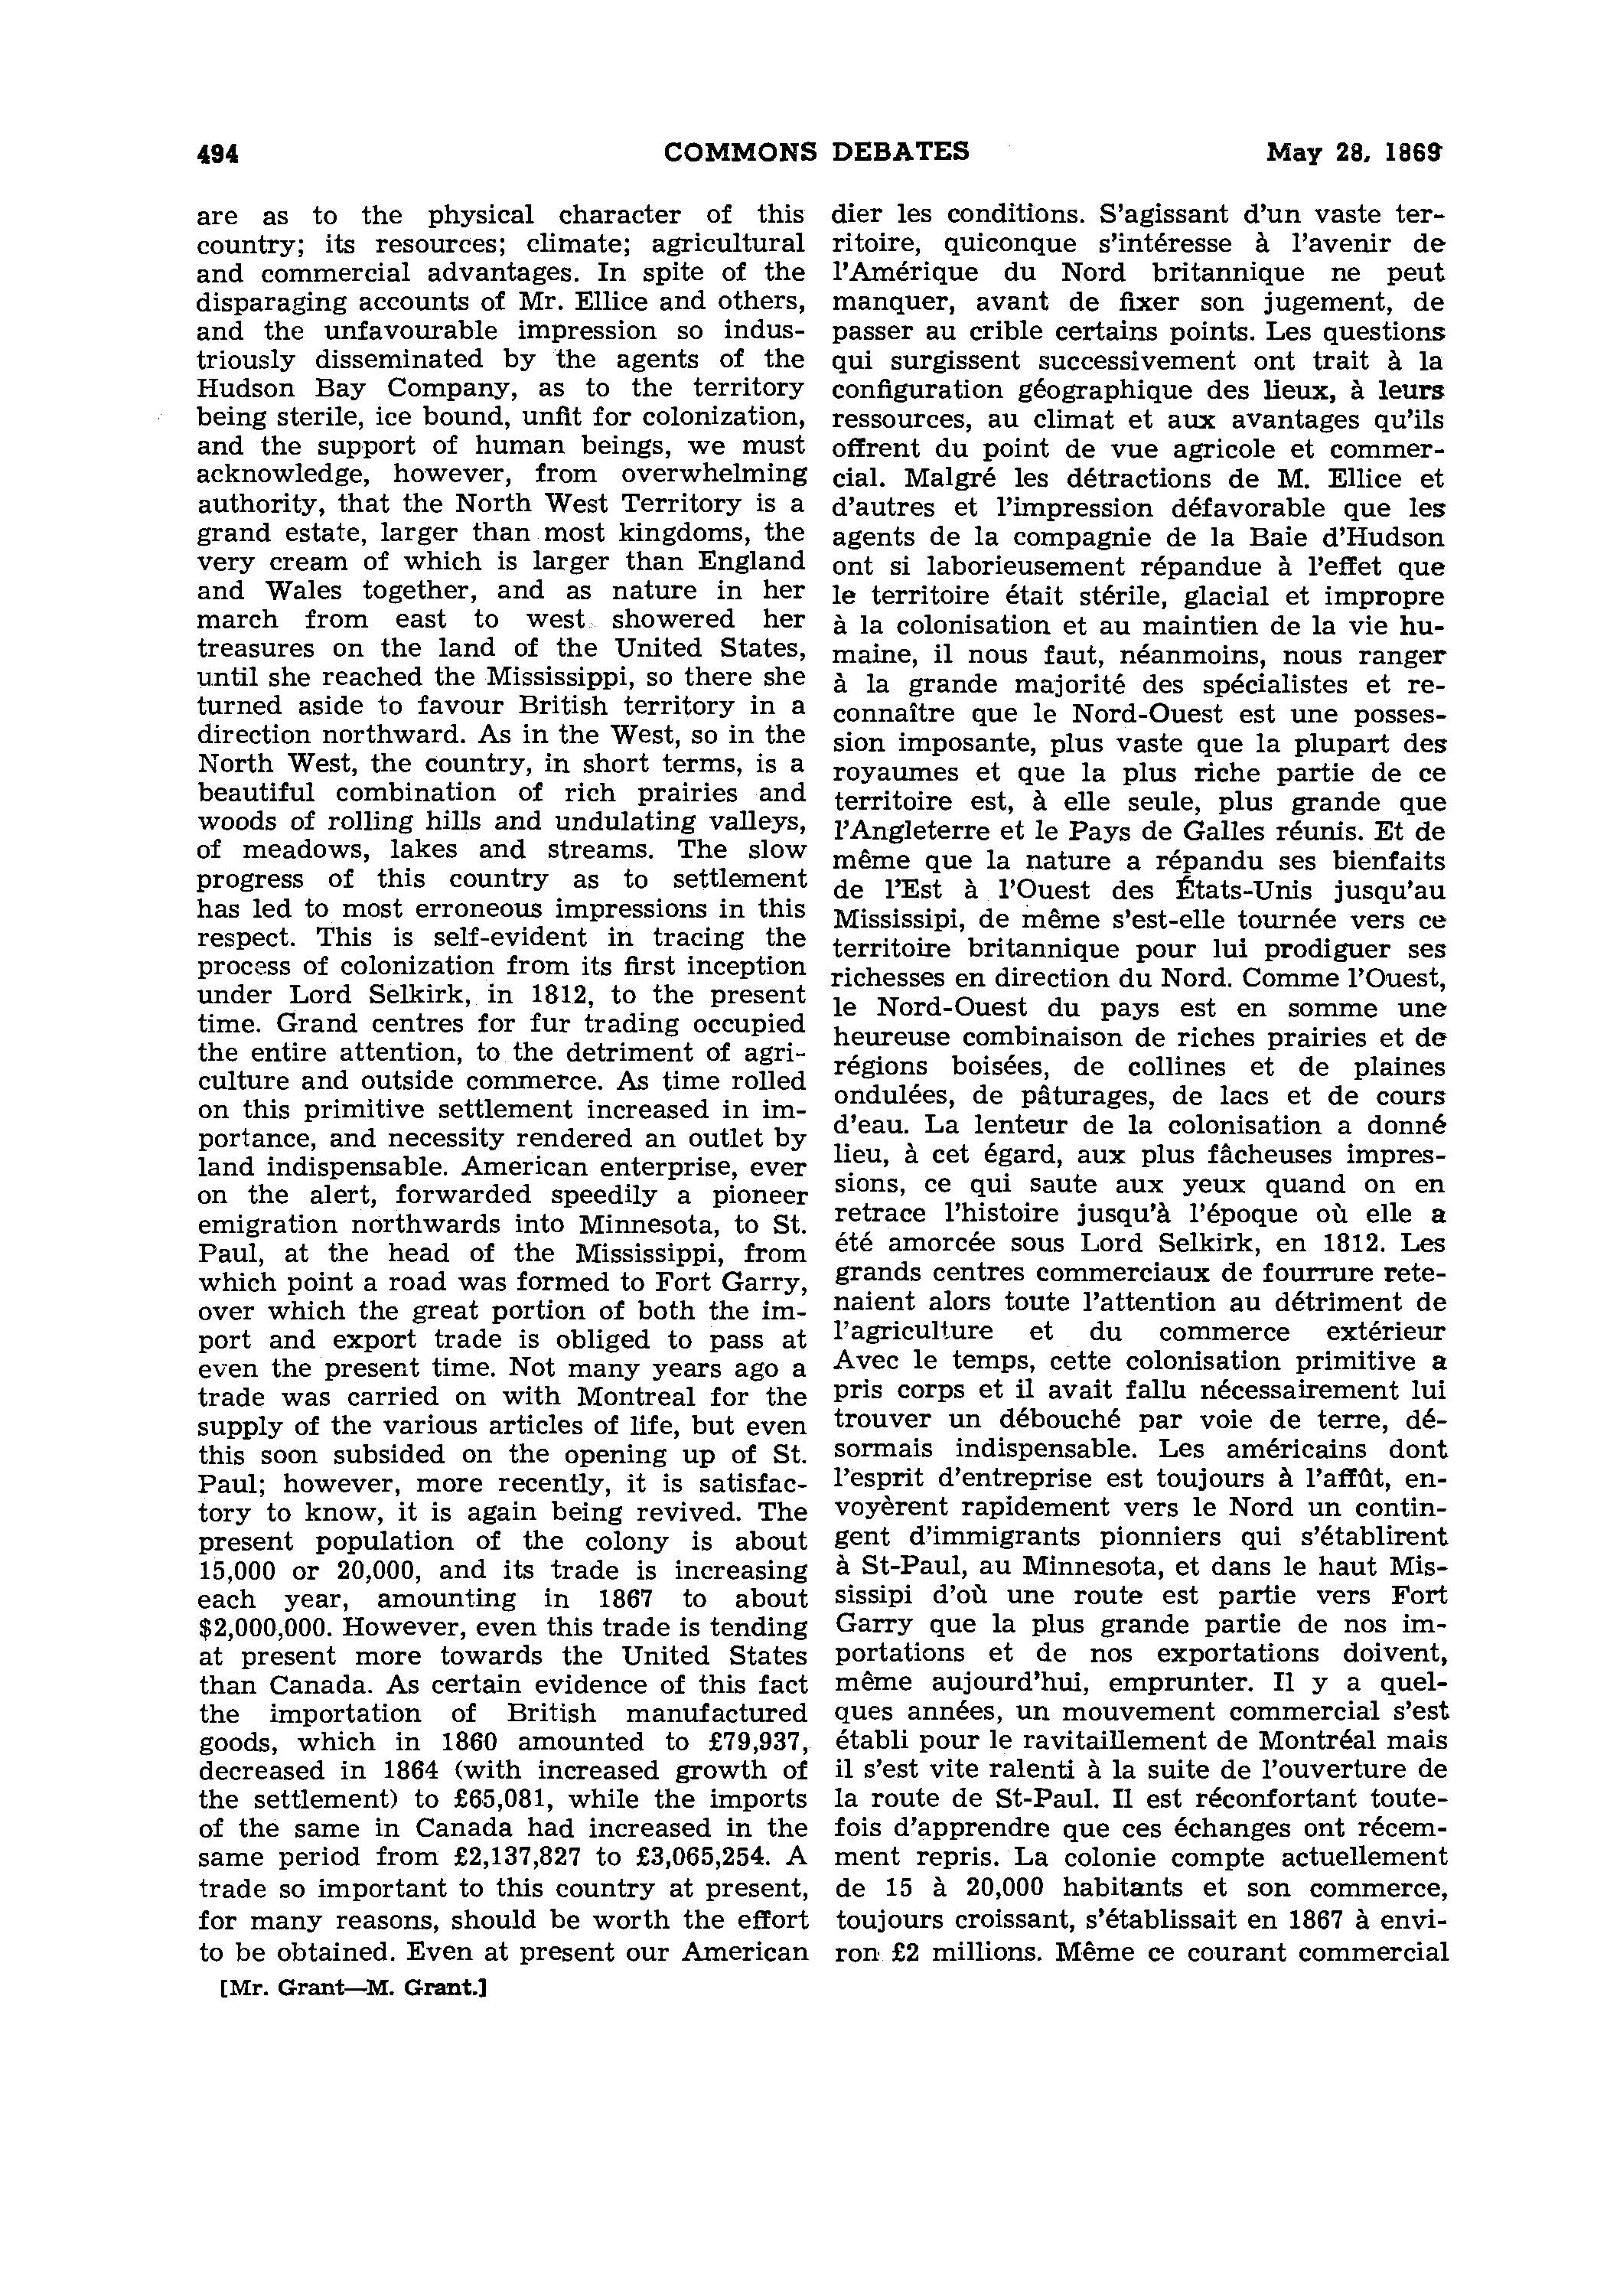 494
COMMONS DEBATES
May 28, 1869
are as to the physical character of this
country; its resources; climate; agricultural
and commercial advantages. In spite of the
disparaging accounts of Mr. Ellice and others,
and the unfavourable impression so indus-
triously disseminated by the agents of the
Hudson Bay Company, as to the territory
being sterile, ice bound, unfit for colonization,
and the support of human beings, we must
acknowledge, however, from overwhelming
authority, that the North West Territory is a
grand estate, larger than most kingdoms, the
very cream of which is larger than England
and Wales together, and as nature in her
march from east to west showered her
treasures on the land of the United States,
until she reached the Mississippi, so there she
turned aside to favour British territory in a
direction northward. As in the West, so in the
North West, the country, in short terms, is a
beautiful combination of rich prairies and
woods of rolling hills and undulating valleys,
of meadows, lakes and streams. The slow
progress of this country as to settlement
has led to most erroneous impressions in this
respect. This is self-evident in tracing the
process of colonization from its first inception
under Lord Selkirk, in 1812, to the present
time. Grand centres for fur trading occupied
the entire attention, to the detriment of agri-
culture and outside commerce. As time rolled
on this primitive settlement increased in im-
portance, and necessity rendered an outlet by
land indispensable. American enterprise, ever
on the alert, forwarded speedily a pioneer
emigration northwards into Minnesota, to St.
Paul, at the head of the Mississippi, from
which point a road was formed to Fort Garry,
over which the great portion of both the im-
port and export trade is obliged to pass at
even the present time. Not many years ago a
trade was carried on with Montreal for the
supply of the various articles of life, but even
this soon subsided on the opening up of St.
Paul; however, more recently, it is satisfac-
tory to know, it is again being revived. The
present population of the colony is about
15,000 or 20,000, and its trade is increasing
each year, amounting in 1867 to about
$2,000,000. However, even this trade is tending
at present more towards the United States
than Canada. As certain evidence of this fact
the importation of British manufactured
goods, which in 1860 amounted to £79,937,
decreased in 1864 (with increased growth of
the settlement) to £65,081, while the imports
of the same in Canada had increased in the
same period from £2,137,827 to £3,065,254. A
trade so important to this country at present,
for many reasons, should be worth the effort
to be obtained. Even at present our American
[Mr. Grant—M. Grant.]
dier les conditions. S'agissant d'un vaste ter-
ritoire, quiconque s'intéresse à l'avenir de
l'Amérique du Nord britannique ne peut
manquer, avant de fixer son jugement, de
passer au crible certains points. Les questions
qui surgissent successivement ont trait à la
configuration géographique des lieux, à leurs
ressources, au climat et aux avantages qu'ils
offrent du point de vue agricole et commer-
cial. Malgré les détractions de M. Ellice et
d'autres et l'impression défavorable que les
agents de la compagnie de la Baie d'Hudson
ont si laborieusement répandue à l'effet que
le territoire était stérile, glacial et impropre
à la colonisation et au maintien de la vie hu-
maine, il nous faut, néanmoins, nous ranger
à la grande majorité des spécialistes et re-
connaître que le Nord-Ouest est une posses-
sion imposante, plus vaste que la plupart des
royaumes et que la plus riche partie de ce
territoire est, à elle seule, plus grande que
l'Angleterre et le Pays de Galles réunis. Et de
même que la nature a répandu ses bienfaits
de l'Est à l'Ouest des États-Unis jusqu'au
Mississipi, de même s'est-elle tournée vers ce
territoire britannique pour lui prodiguer ses
richesses en direction du Nord. Comme l'Ouest,
le Nord-Ouest du pays est en somme une
heureuse combinaison de riches prairies et de
régions boisées, de collines et de plaines
ondulées, de pâturages, de lacs et de cours
d'eau. La lenteur de la colonisation a donné
lieu, à cet égard, aux plus fâcheuses impres-
sions, ce qui saute aux yeux quand on en
retrace l'histoire jusqu'à l'époque où elle a
été amorcée sous Lord Selkirk, en 1812. Les
grands centres commerciaux de fourrure rete-
naient alors toute l'attention au détriment de
l'agriculture et du commerce extérieur
Avec le temps, cette colonisation primitive a
pris corps et il avait fallu nécessairement lui
trouver un débouché par voie de terre, dé-
sormais indispensable. Les américains dont
l'esprit d'entreprise est toujours à l'affût, en-
voyèrent rapidement vers le Nord un contin-
gent d'immigrants pionniers qui s'établirent
à St-Paul, au Minnesota, et dans le haut Mis-
sissipi d'où une route est partie vers Fort
Garry que la plus grande partie de nos im-
portations et de nos exportations doivent,
même aujourd'hui, emprunter. Il y a quel-
ques années, un mouvement commercial s'est
établi pour le ravitaillement de Montréal mais
il s'est vite ralenti à la suite de l'ouverture de
la route de St-Paul. Il est réconfortant toute-
fois d'apprendre que ces échanges ont récem-
ment repris. La colonie compte actuellement
de 15 à 20,000 habitants et son commerce,
toujours croissant, s'établissait en 1867 à envi-
ron £2 millions. Même ce courant commercial